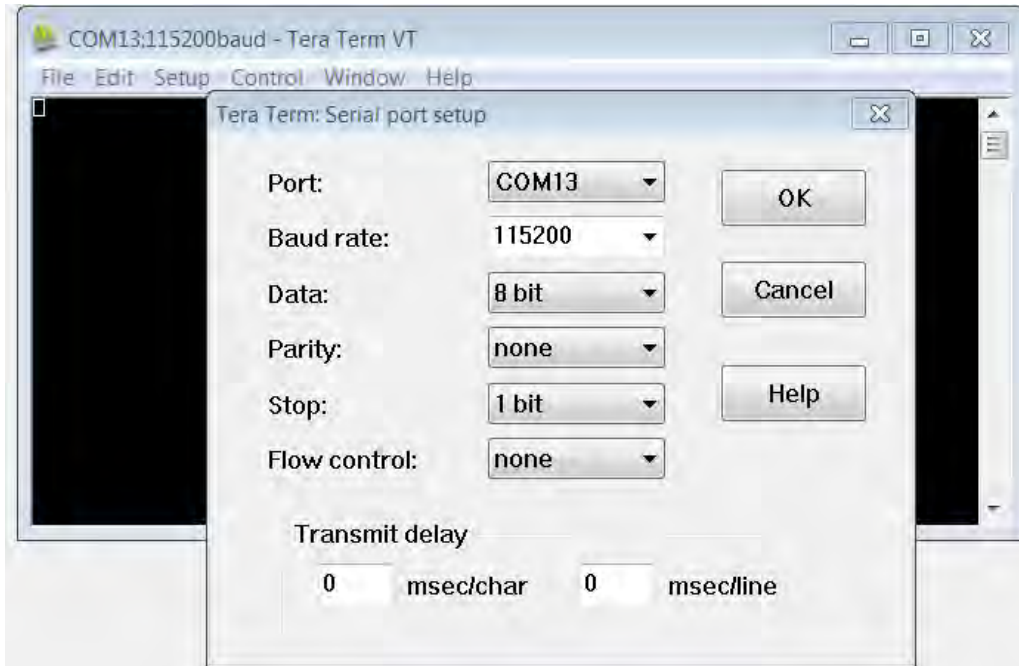 COM13:115200baud - Tera Term VT
File Edit Setup Control Window Help
Tera Term: Serial port setup
Port: COM13 OK
Baud rate: 115200
Data: 8 bit Cancel
Parity: none
Stop: 1 bit Help
Flow control: none
Transmit delay
0 msec/char 0 msec/line